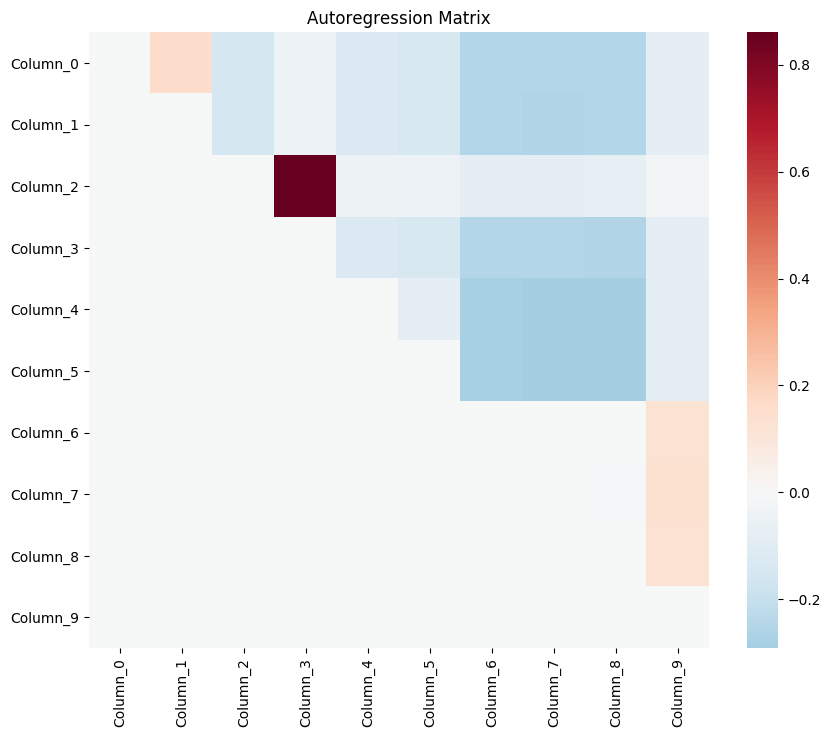 Autoregression Matrix
Column_0
Column_1
Column_2
Column_3
Column_4
Column_5
Column_6
Column_7
Column_8
Column_9
Column_0
Column_1
Column_2
Column_3
Column_4
Column_5
Column_6
Column_7
Column_8
Column_9
0.8
0.6
0.4
0.2
0.0
−0.2